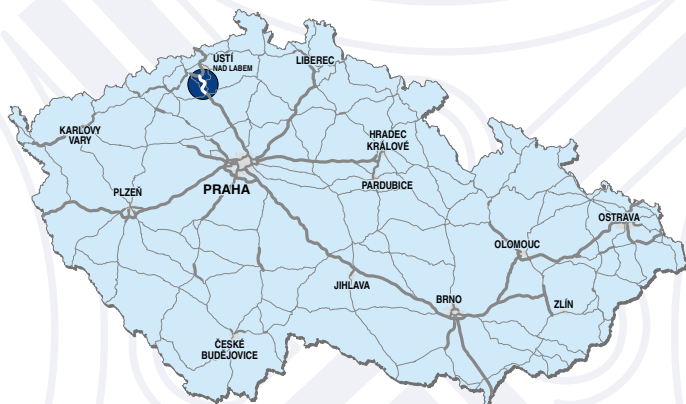 ÚSTÍ
NAD LABEM
LIBEREC
KARLOVY
VARY
HRADEC
KRÁLOVÉ
PRAHA
PARDUBICE
PLZEŇ
OSTRAVA
OLOMOUC
JIHLAVA
BRNO
ZLÍN
ČESKÉ
BUDĚJOVICE